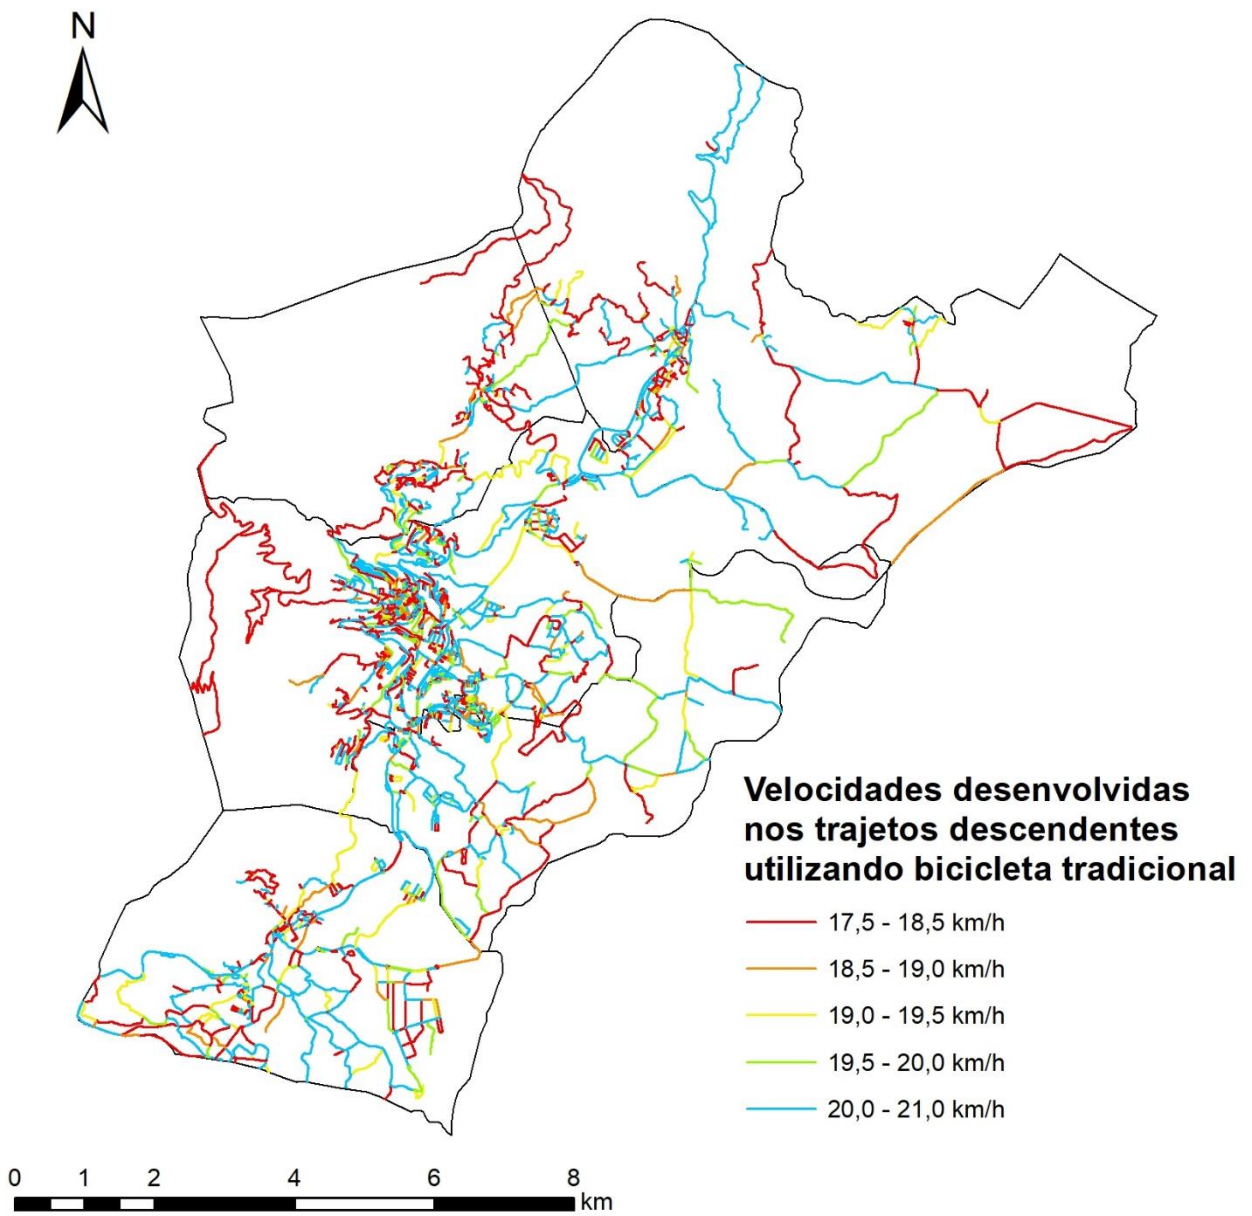 N
Velocidades desenvolvidas
nos trajetos descendentes
utilizando bicicleta tradicional
17,5 - 18,5 km/h
18,5 - 19,0 km/h
19,0 - 19,5 km/h
19,5 - 20,0 km/h
20,0 - 21,0 km/h
0 1 2 4 6 8
km